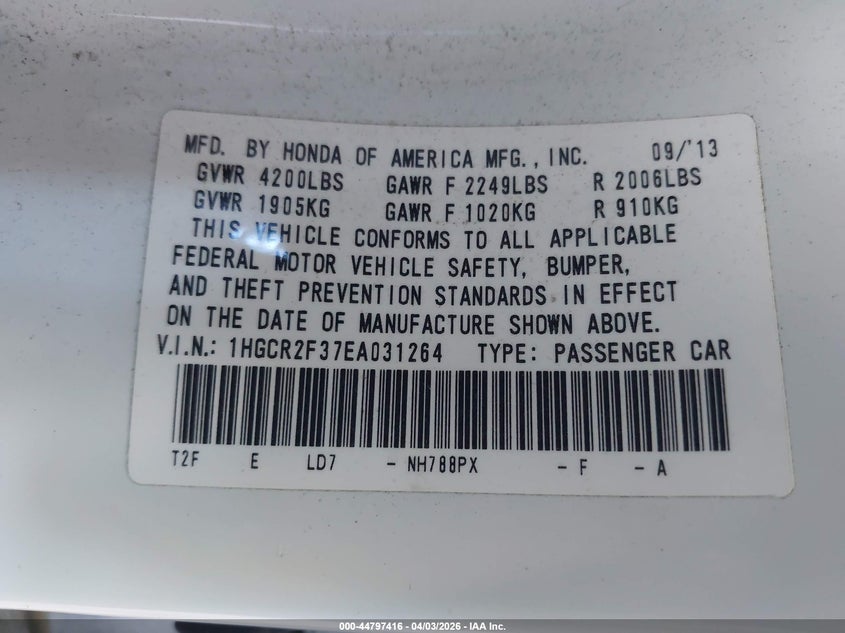 MFD. BY HONDA OF AMERICA MFG., INC. 09/'13
GVWR 4200LBS GAWR F 2249LBS R 2006LBS
GVWR 1905KG GAWR F 1020KG R 910KG
THIS VEHICLE CONFORMS TO ALL APPLICABLE
FEDERAL MOTOR VEHICLE SAFETY, BUMPER,
AND THEFT PREVENTION STANDARDS IN EFFECT
ON THE DATE OF MANUFACTURE SHOWN ABOVE.
V.I.N.: 1HGCR2F37EA031264 TYPE: PASSENGER CAR
T2F E LD7 - NH788PX - F - A
000-44797416 - 04/03/2026 - IAA Inc.